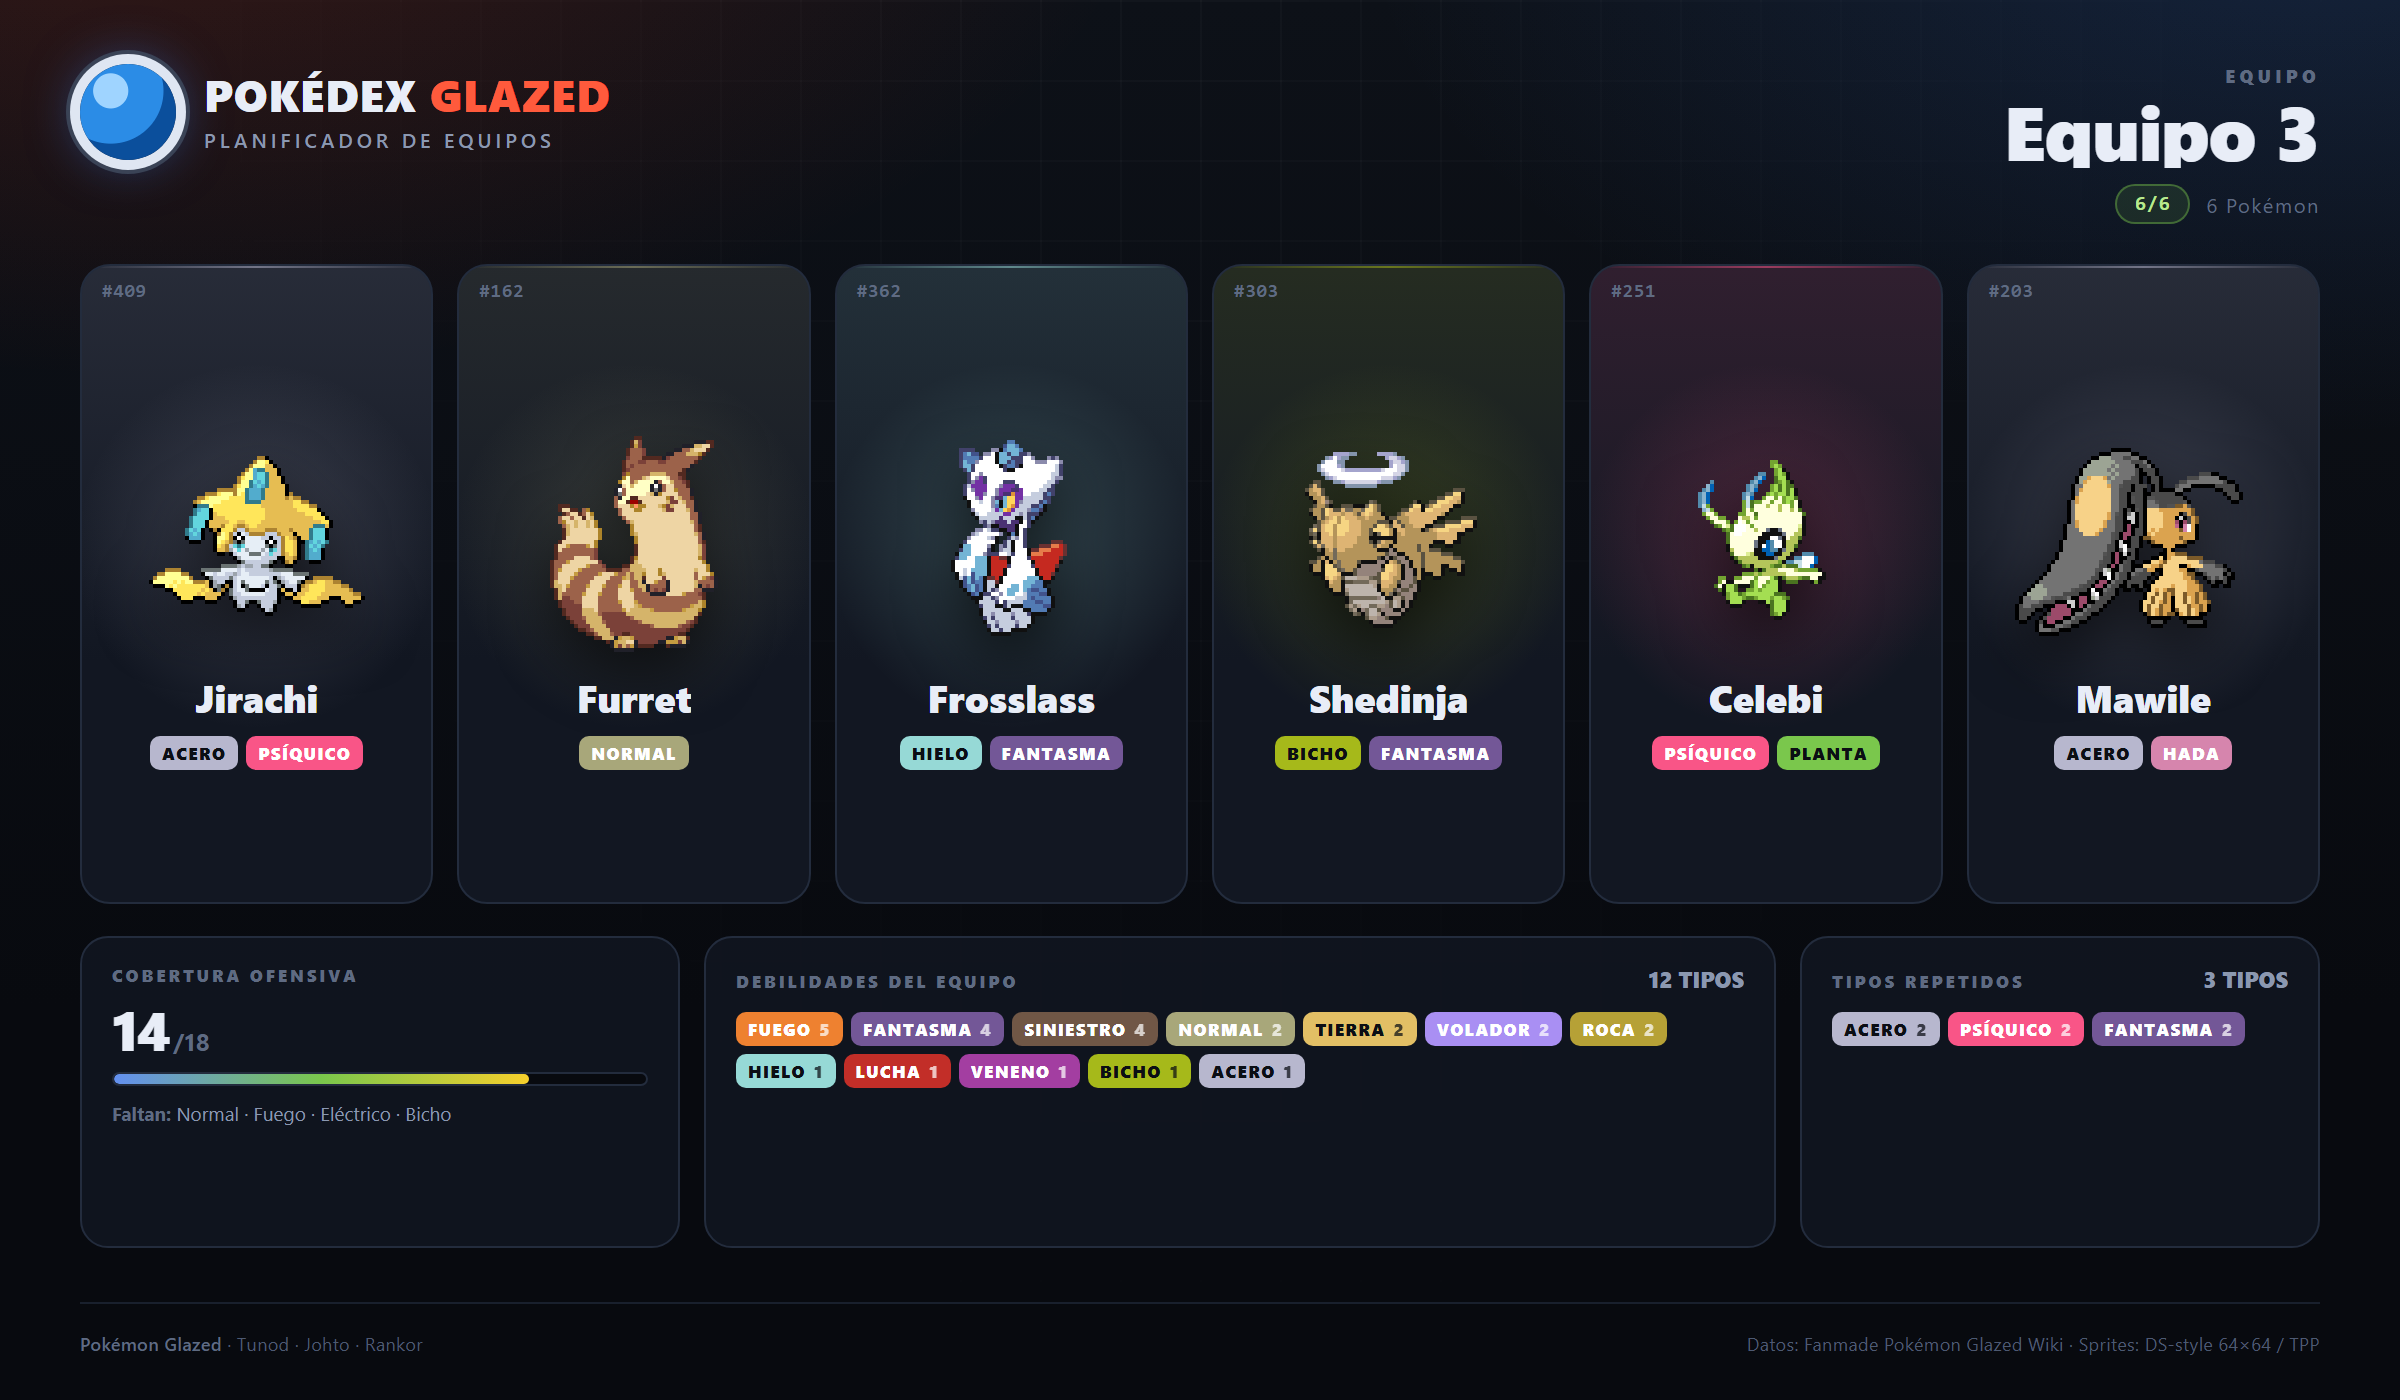 POKÉDEX GLAZED
PLANIFICADOR DE EQUIPOS
EQUIPO
Equipo 3
6/6 6 Pokémon
#409
Jirachi
ACERO PSÍQUICO
#162
Furret
NORMAL
#362
Frosslass
HIELO FANTASMA
#303
Shedinja
BICHO FANTASMA
#251
Celebi
PSÍQUICO PLANTA
#203
Mawile
ACERO HADA
COBERTURA OFENSIVA
14/18
Faltan: Normal · Fuego · Eléctrico · Bicho
DEBILIDADES DEL EQUIPO 12 TIPOS
FUEGO 5 FANTASMA 4 SINIESTRO 4 NORMAL 2 TIERRA 2 VOLADOR 2 ROCA 2
HIELO 1 LUCHA 1 VENENO 1 BICHO 1 ACERO 1
TIPOS REPETIDOS 3 TIPOS
ACERO 2 PSÍQUICO 2 FANTASMA 2
Pokémon Glazed · Tunod · Johto · Rankor
Datos: Fanmade Pokémon Glazed Wiki · Sprites: DS-style 64×64 / TPP